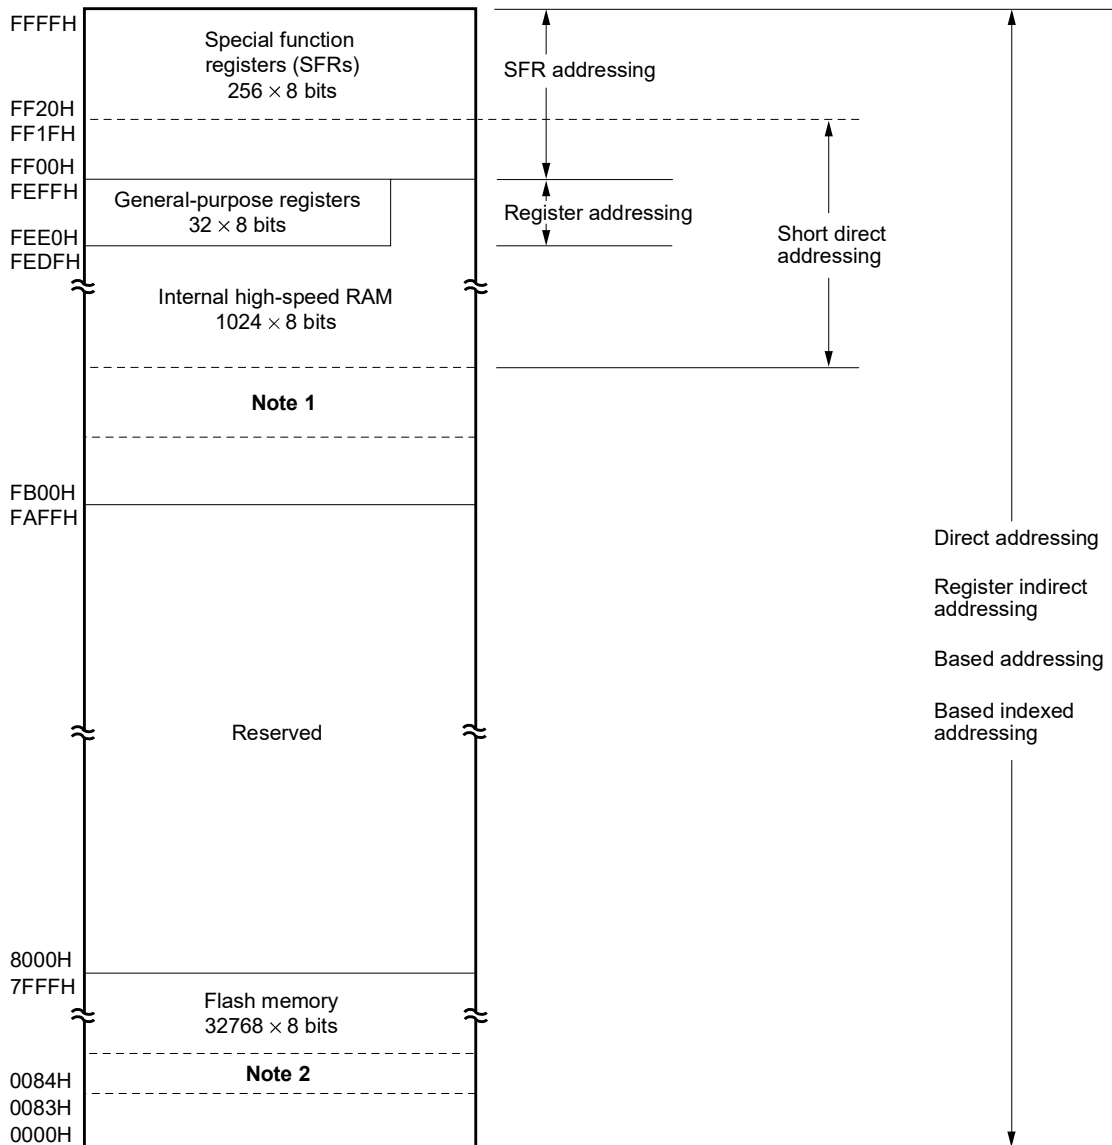 FFFFH
Special function
registers (SFRs)
256 × 8 bits
SFR addressing
FF20H
FF1FH
FF00H
FEFFH
General-purpose registers
32 × 8 bits
Register addressing
FEE0H
FEDFH
Short direct
addressing
Internal high-speed RAM
1024 × 8 bits
Note 1
FB00H
FAFFH
Direct addressing
Register indirect
addressing
Based addressing
Based indexed
addressing
Reserved
8000H
7FFFH
Flash memory
32768 × 8 bits
Note 2
0084H
0083H
0000H